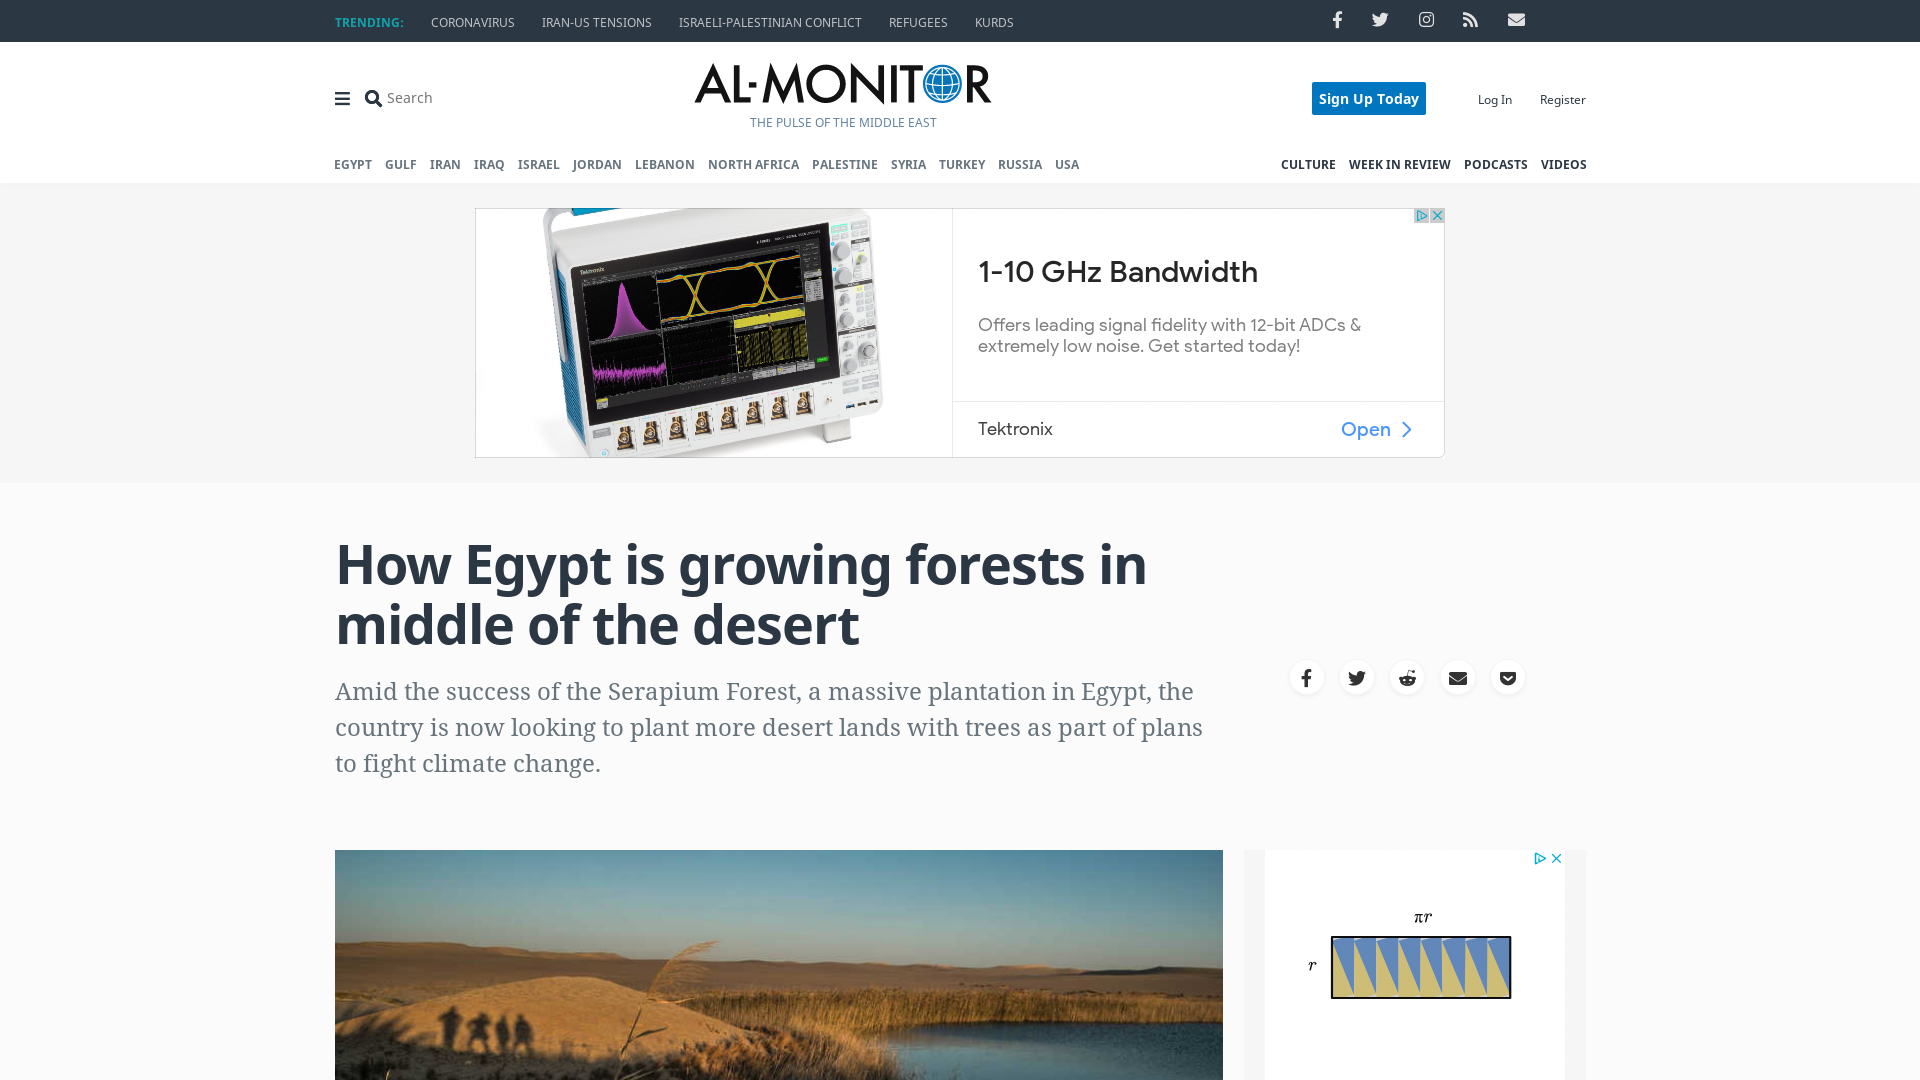 TRENDING: CORONAVIRUS IRAN-US TENSIONS ISRAELI-PALESTINIAN CONFLICT REFUGEES KURDS
Search
AL-MONITOR
THE PULSE OF THE MIDDLE EAST
Sign Up Today
Log In
Register
EGYPT GULF IRAN IRAQ ISRAEL JORDAN LEBANON NORTH AFRICA PALESTINE SYRIA TURKEY RUSSIA USA
CULTURE WEEK IN REVIEW PODCASTS VIDEOS
Tektronix
1-10 GHz Bandwidth
Offers leading signal fidelity with 12-bit ADCs &
extremely low noise. Get started today!
Tektronix
Open
How Egypt is growing forests in
middle of the desert
Amid the success of the Serapium Forest, a massive plantation in Egypt, the
country is now looking to plant more desert lands with trees as part of plans
to fight climate change.
πr
r